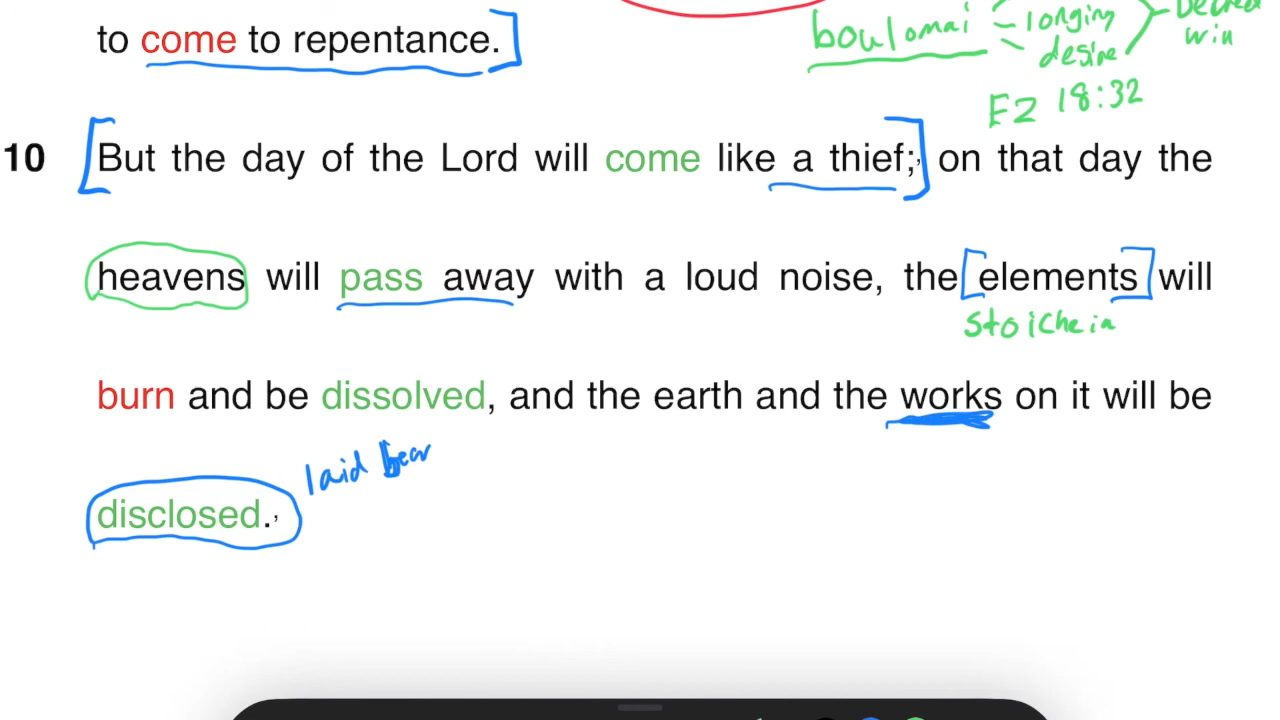 to come to repentance.]
boulomai - longing
desire
win
EZ 18:32
10 [But the day of the Lord will come like a thief;,] on that day the
heavens will pass away with a loud noise, the [elements] will
stoicheia
burn and be dissolved, and the earth and the works on it will be
laid bear
disclosed.,